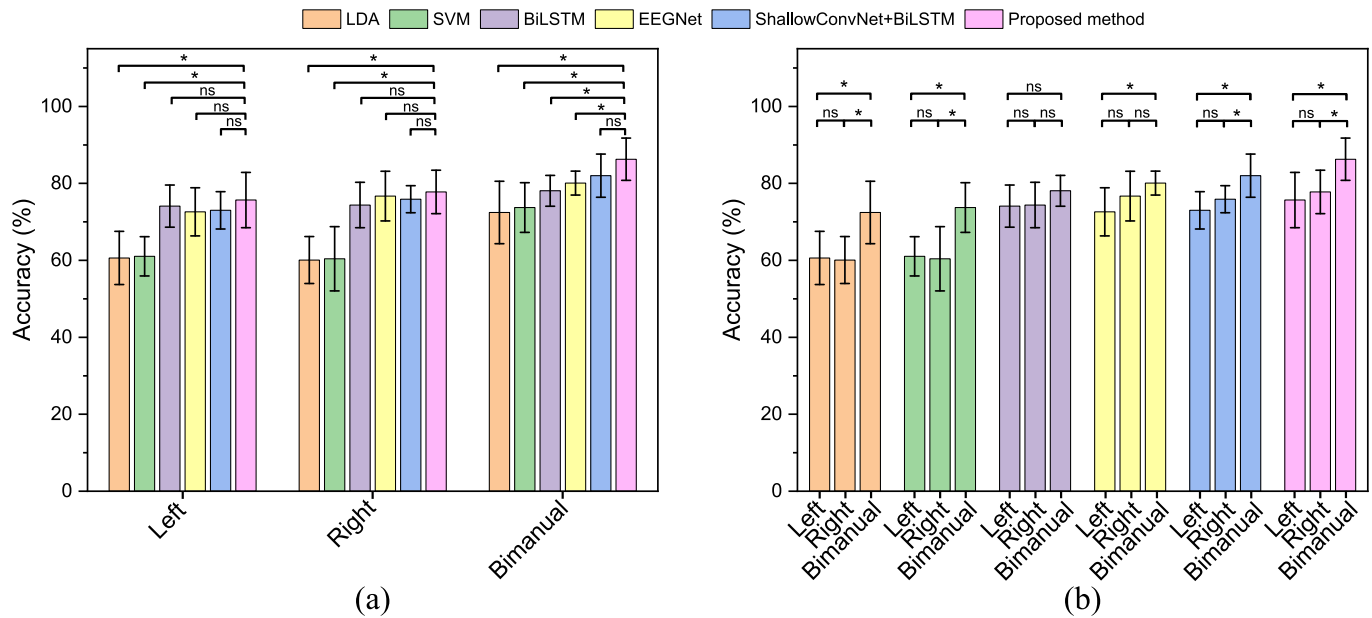 LDA SVM BiLSTM EEGNet ShallowConvNet+BiLSTM Proposed method
Accuracy (%)
100
80
60
40
20
0
* * *
* * *
ns ns *
ns ns *
ns ns ns
Left Right Bimanual
(a)
Accuracy (%)
100
80
60
40
20
0
* * ns * * *
ns * ns * ns ns ns ns ns * ns *
Left Right Bimanual Left Right Bimanual Left Right Bimanual Left Right Bimanual Left Right Bimanual Left Right Bimanual
(b)